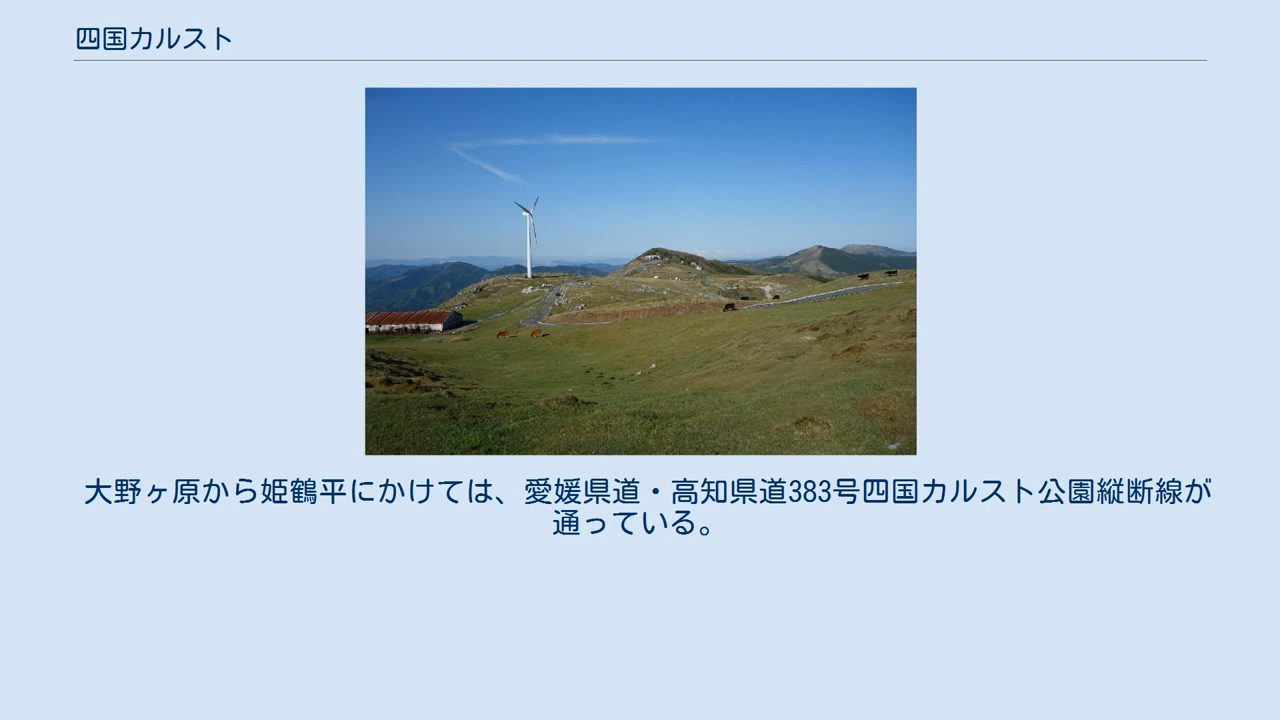 四国カルスト
大野ヶ原から姫鶴平にかけては、愛媛県道・高知県道383号四国カルスト公園縦断線が
通っている。